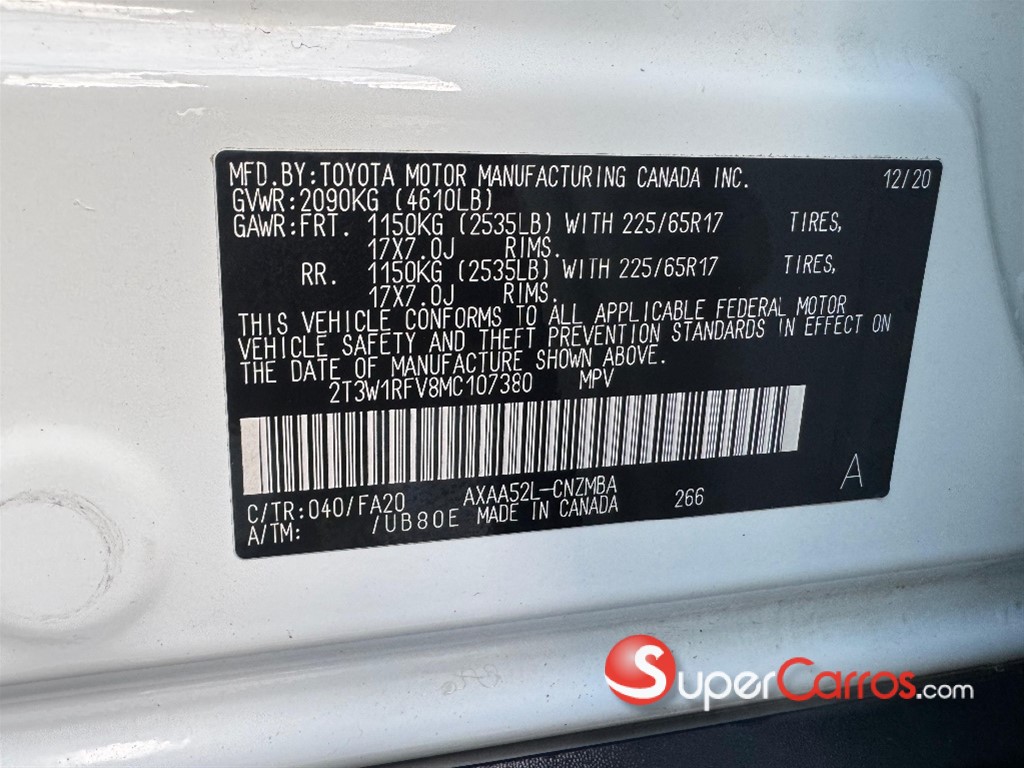 MFD.BY:TOYOTA MOTOR MANUFACTURING CANADA INC. 12/20
GVWR:2090KG (4610LB)
GAWR:FRT. 1150KG (2535LB) WITH 225/65R17 TIRES,
17X7.0J RIMS.
RR. 1150KG (2535LB) WITH 225/65R17 TIRES,
17X7.0J RIMS.
THIS VEHICLE CONFORMS TO ALL APPLICABLE FEDERAL MOTOR
VEHICLE SAFETY AND THEFT PREVENTION STANDARDS IN EFFECT ON
THE DATE OF MANUFACTURE SHOWN ABOVE.
2T3W1RFV8MC107380 MPV
C/TR:040/FA20 AXAA52L-CNZMBA 266 A
A/TM: /UB80E MADE IN CANADA
SuperCarros.com